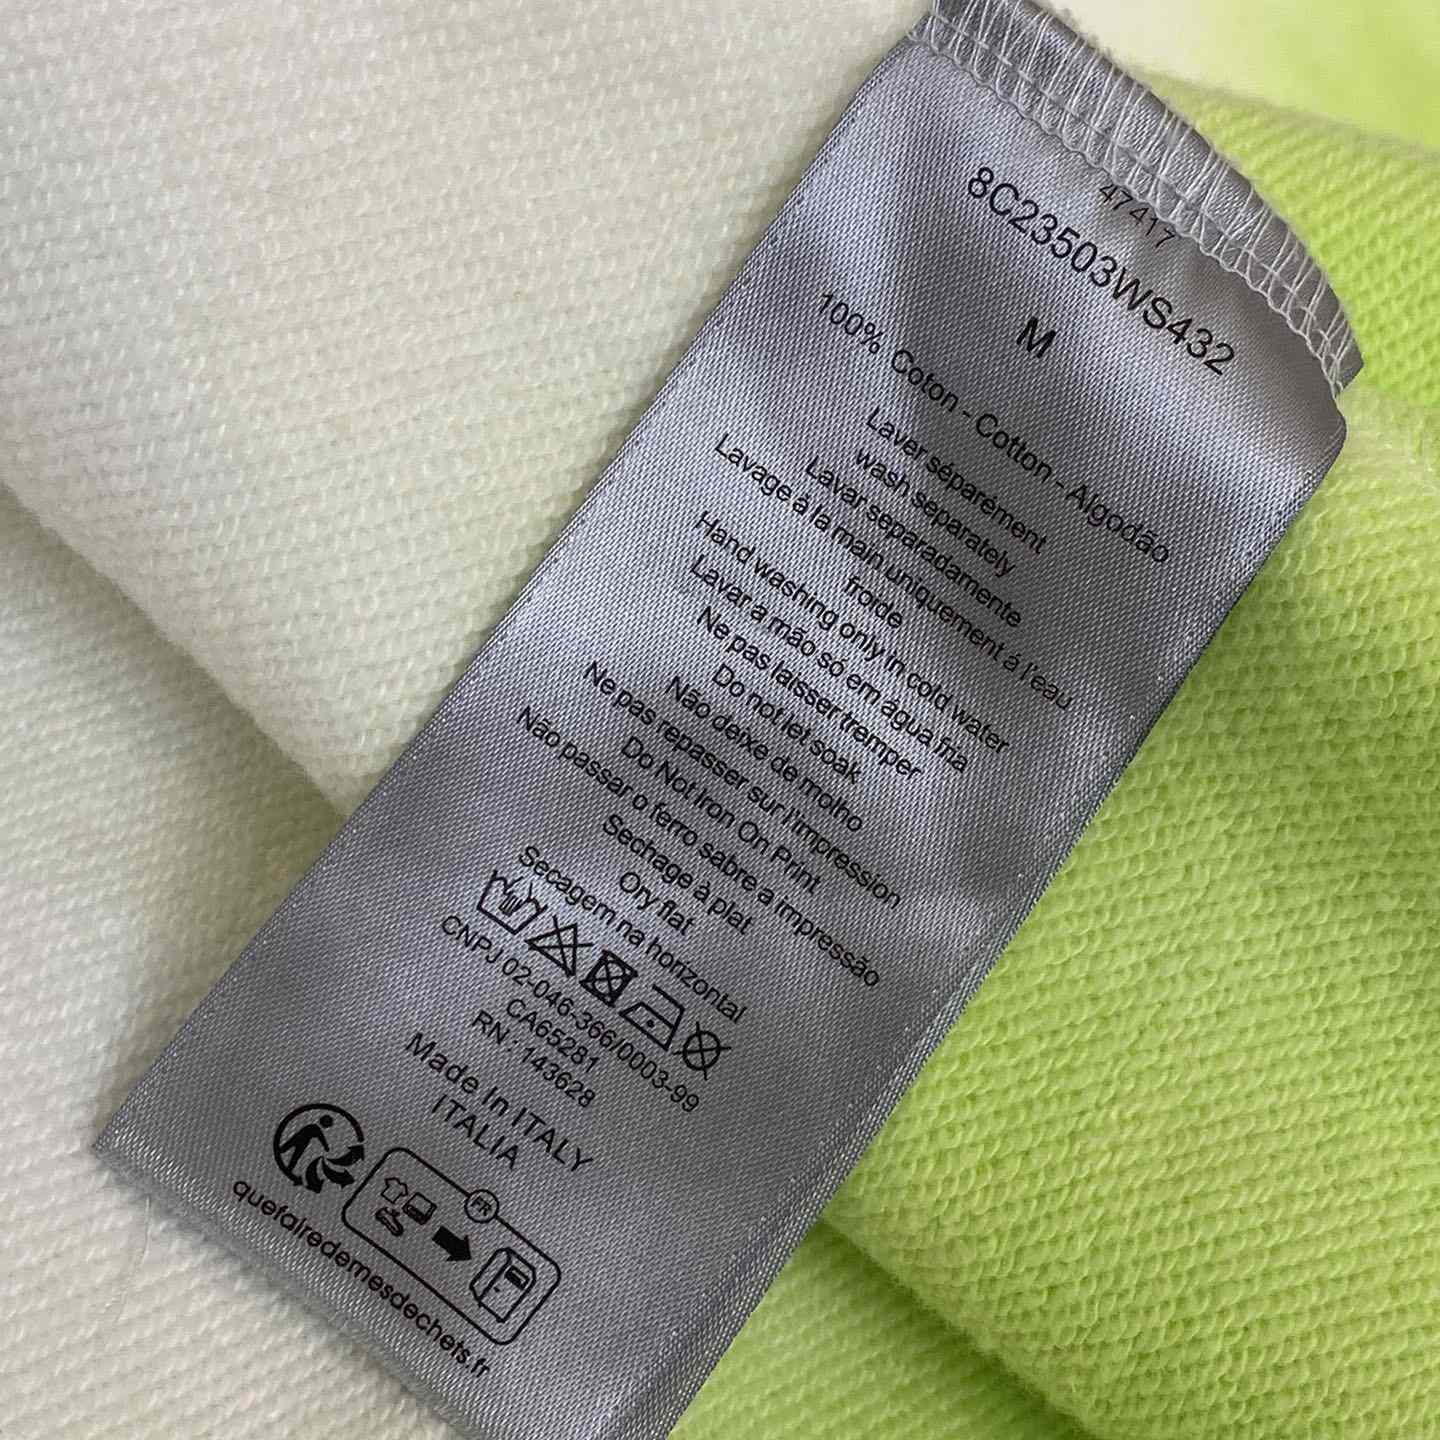 47417
8C23503WS432
M
100% Coton - Cotton - Algodão
Laver séparément
wash separately
Lavar separadamente
Lavage á la main uniquement á l'eau
froide
Hand washing only in cold water
Lavar a mão só em água fria
Ne pas laisser tremper
Do not let soak
Não deixe de molho
Ne pas repasser sur l'impression
Do Not Iron On Print
Não passar o ferro sabre a impressão
Sechage à plat
Ory flat
Secagem na horizontal
CNPJ 02-046-366/0003-99
CA65281
RN : 143628
Made In ITALY
ITALIA
FR
quefairedemesdechets.fr